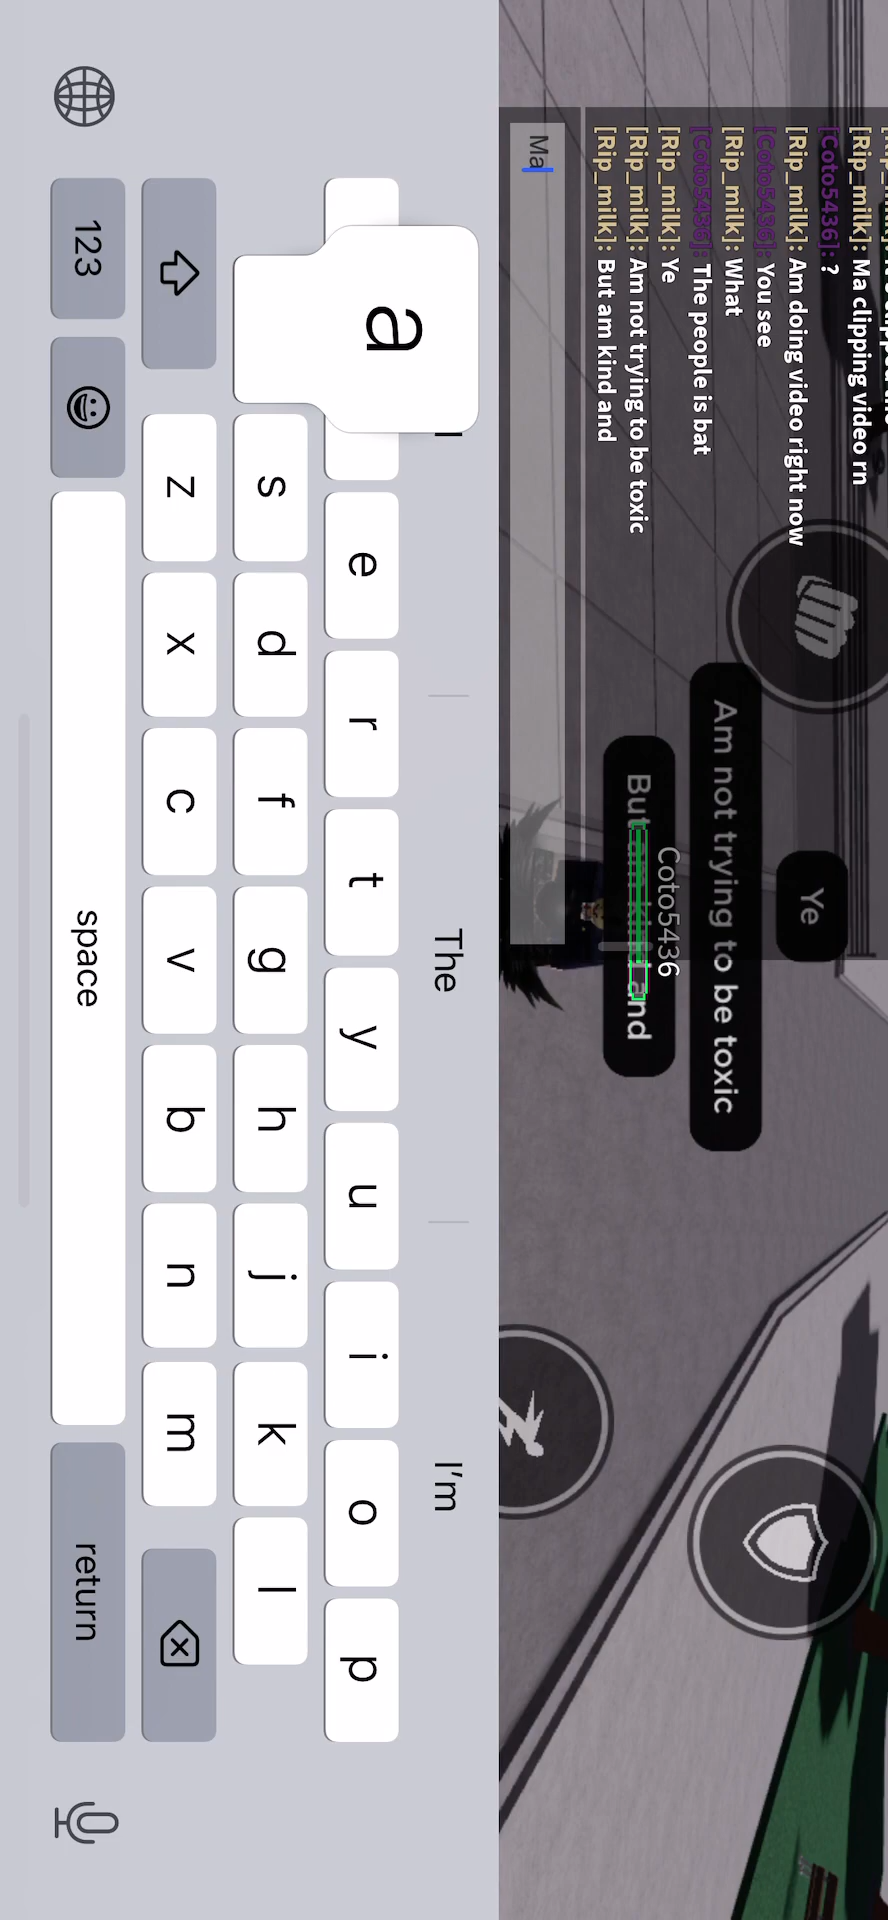 [Rip_milk]: Ma clipping video rn
[Coto5436]: ?
[Rip_milk]: Am doing video right now
[Coto5436]: You see
[Rip_milk]: What
[Coto5436]: The people is bat
[Rip_milk]: Ye
[Rip_milk]: Am not trying to be toxic
[Rip_milk]: But am kind and
Ma
Ye
Am not trying to be toxic
Coto5436
But am kind and
I The I'm
e r t y u i o p
a s d f g h j k l
z x c v b n m
123 space return